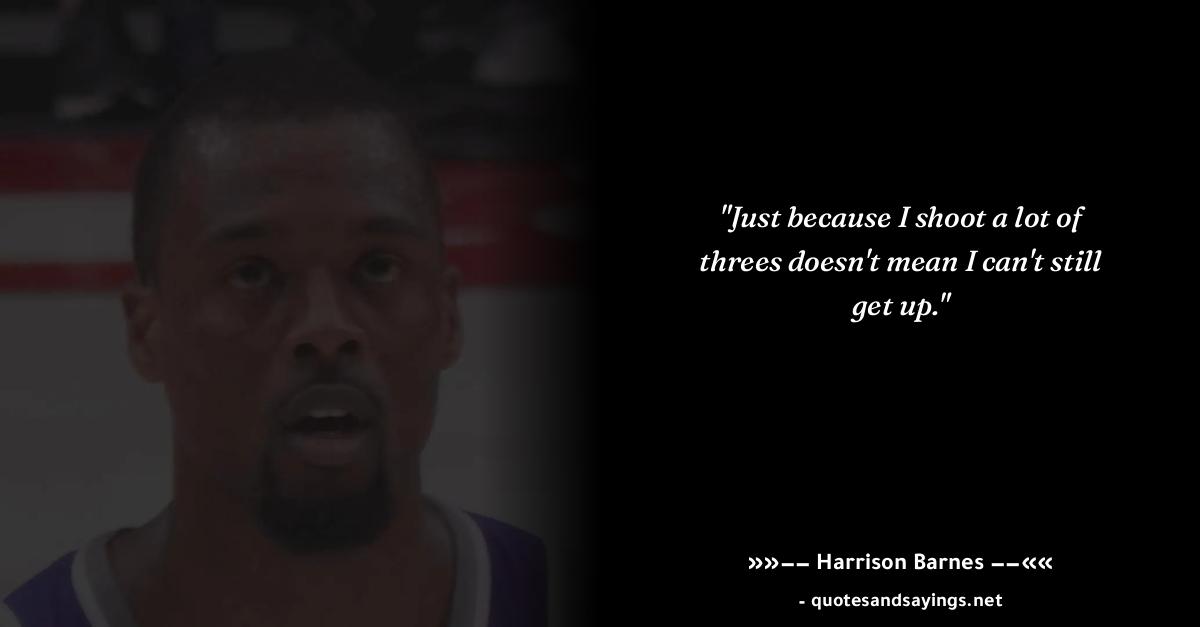 "Just because I shoot a lot of
threes doesn't mean I can't still
get up."
»»−− Harrison Barnes −−««
- quotesandsayings.net